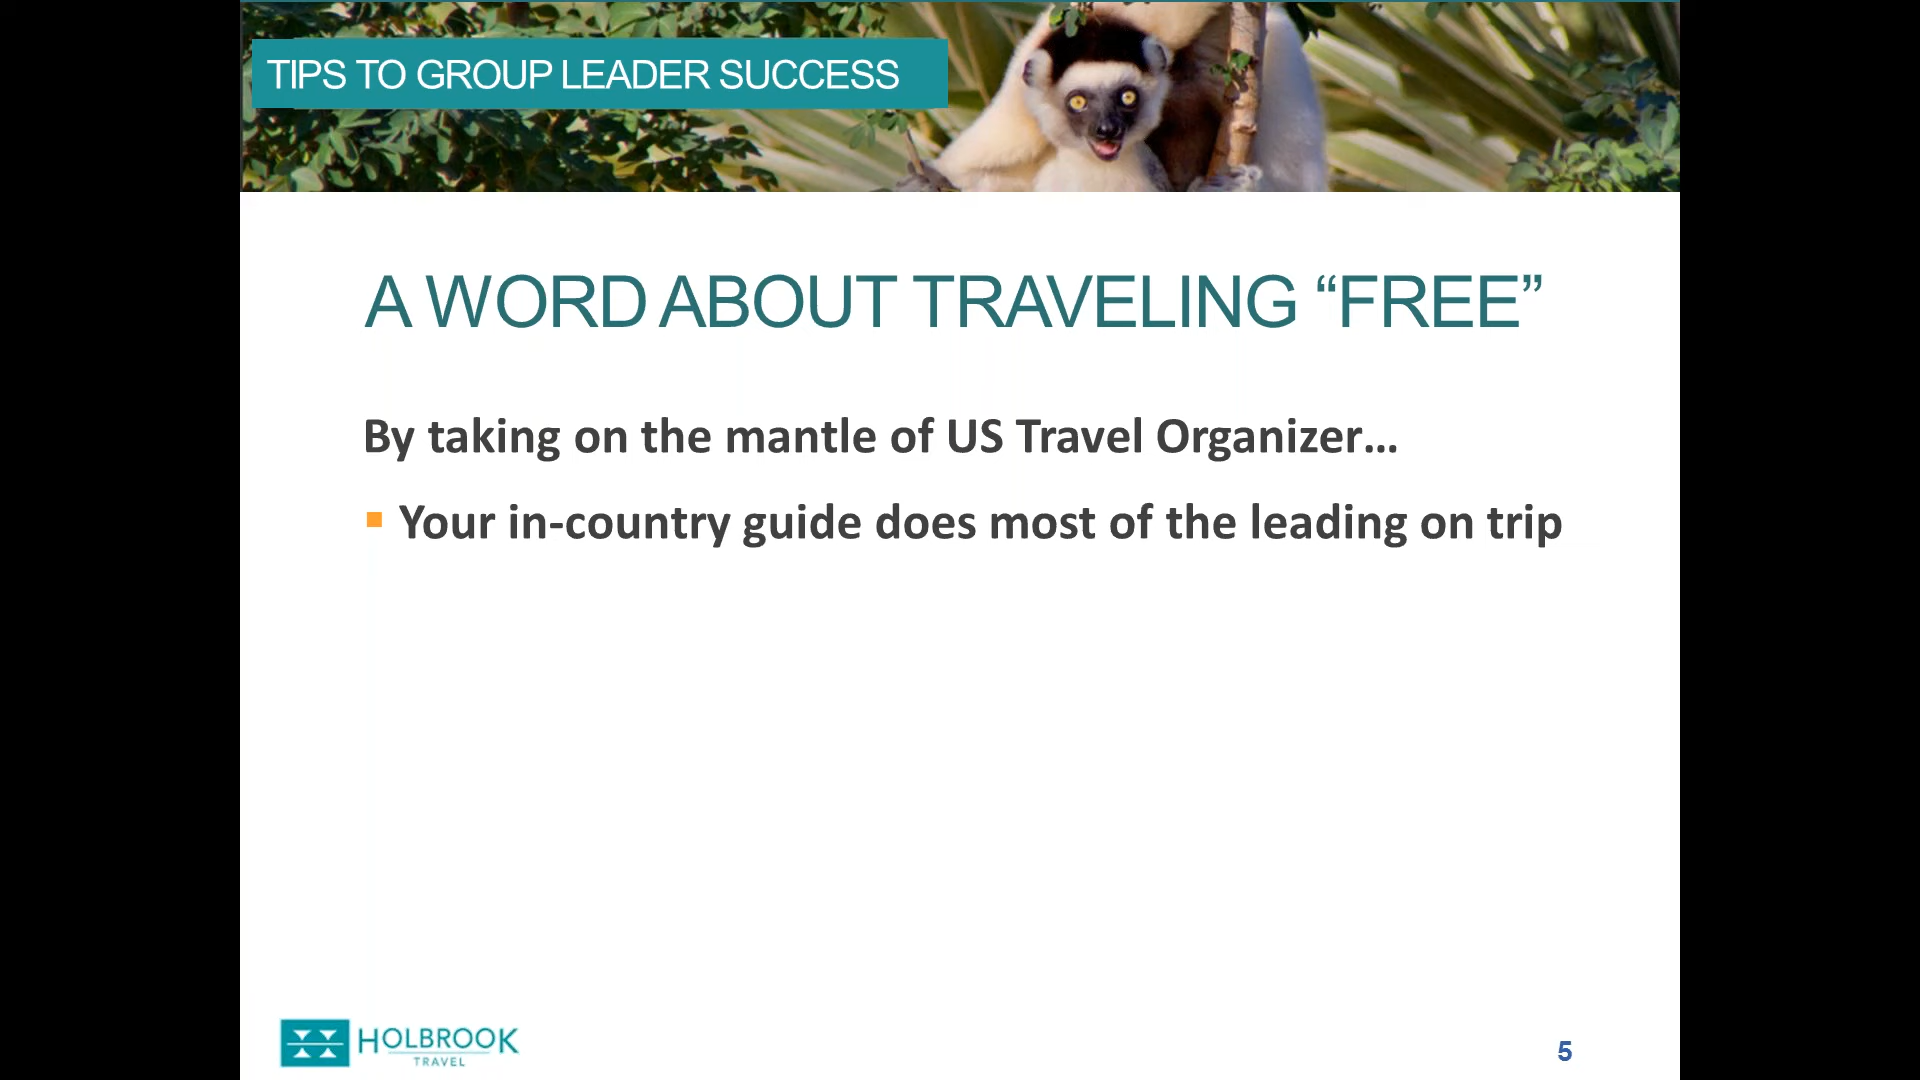 TIPS TO GROUP LEADER SUCCESS
A WORD ABOUT TRAVELING “FREE”
By taking on the mantle of US Travel Organizer…
Your in-country guide does most of the leading on trip
HOLBROOK
TRAVEL
5